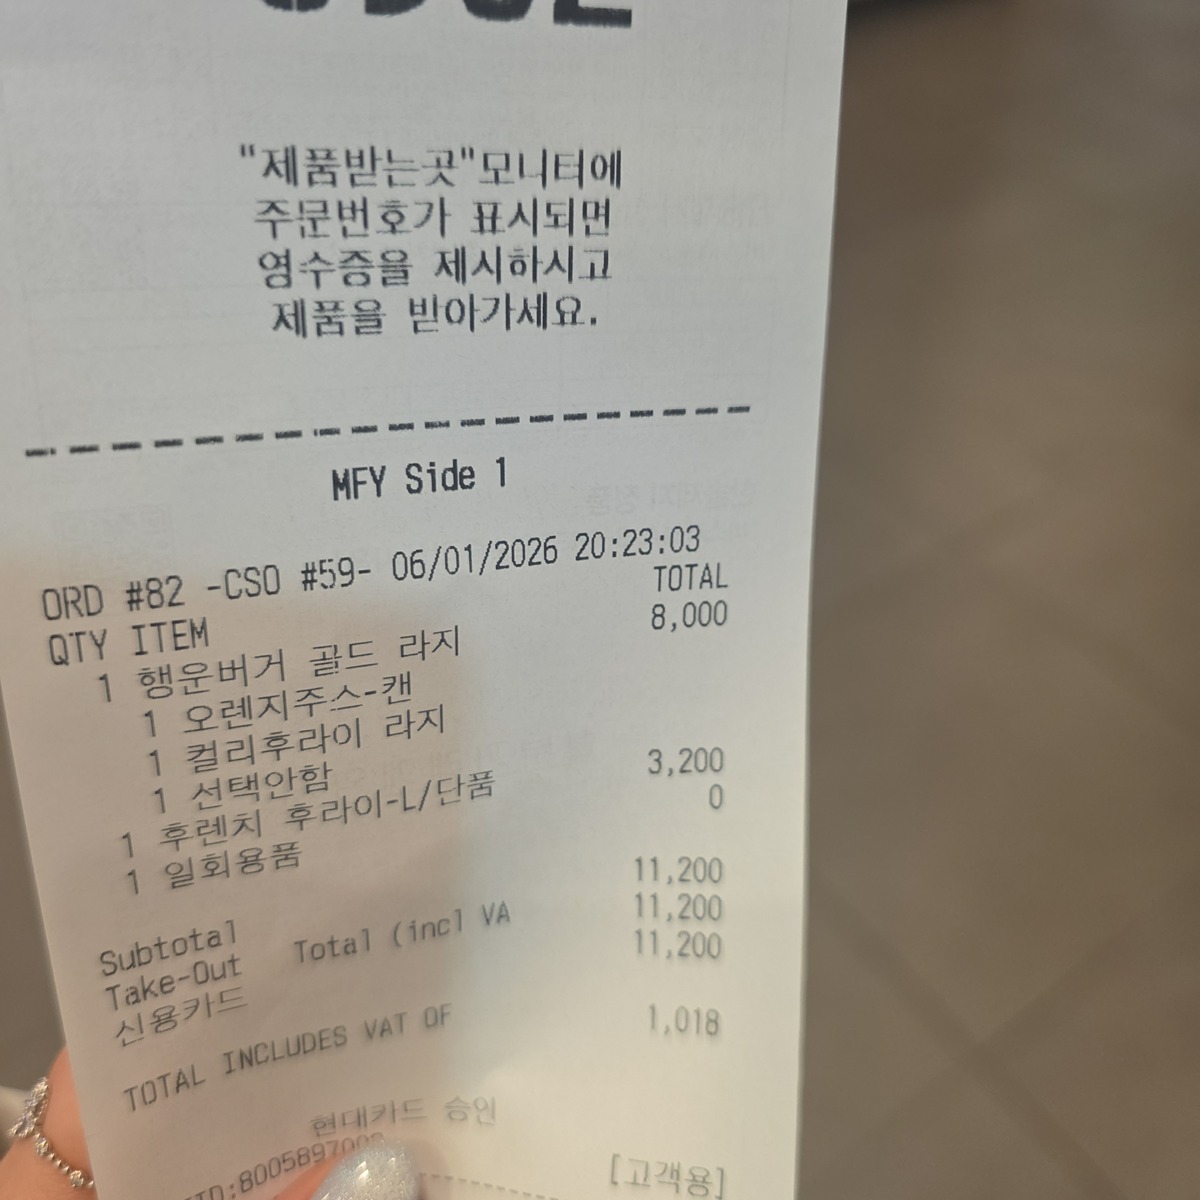 "제품받는곳"모니터에
주문번호가 표시되면
영수증을 제시하시고
제품을 받아가세요.
MFY Side 1
ORD #82 -CSO #59- 06/01/2026 20:23:03
QTY ITEM TOTAL
1 행운버거 골드 라지 8,000
1 오렌지주스-캔
1 컬리후라이 라지
1 선택안함
1 후렌치 후라이-L/단품 3,200
1 일회용품 0
Subtotal 11,200
Take-Out Total (incl VA 11,200
신용카드 11,200
TOTAL INCLUDES VAT OF 1,018
현대카드 승인
[고객용]